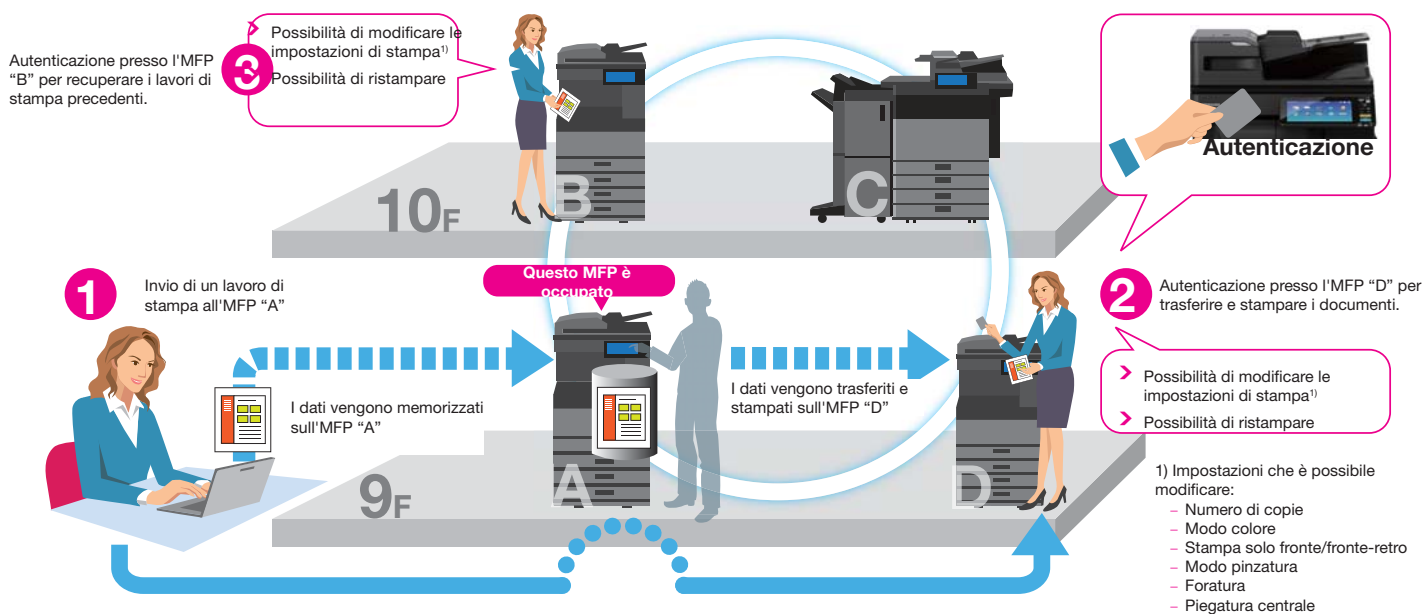 Autenticazione presso l'MFP
“B” per recuperare i lavori di
stampa precedenti.
3
Possibilità di modificare le
impostazioni di stampa1)
Possibilità di ristampare
Autenticazione
10F
B
C
1
Invio di un lavoro di
stampa all'MFP “A”
Questo MFP è
occupato
2
Autenticazione presso l'MFP “D” per
trasferire e stampare i documenti.
I dati vengono memorizzati
sull'MFP “A”
I dati vengono trasferiti e
stampati sull'MFP “D”
Possibilità di modificare le
impostazioni di stampa1)
Possibilità di ristampare
9F
A
D
1) Impostazioni che è possibile
modificare:
– Numero di copie
– Modo colore
– Stampa solo fronte/fronte-retro
– Modo pinzatura
– Foratura
– Piegatura centrale